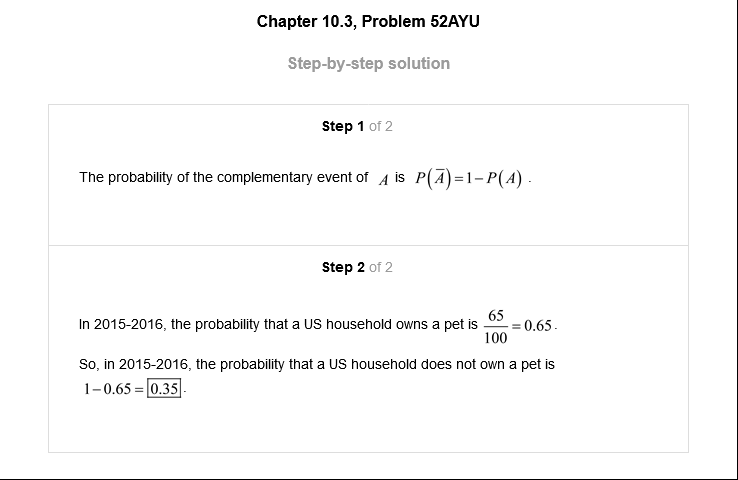 Chapter 10.3, Problem 52AYU
Step-by-step solution
Step 1 of 2
The probability of the complementary event of A is P(A̅)=1−P(A) .
Step 2 of 2
In 2015-2016, the probability that a US household owns a pet is 65/100 = 0.65.
So, in 2015-2016, the probability that a US household does not own a pet is
1−0.65 = 0.35.